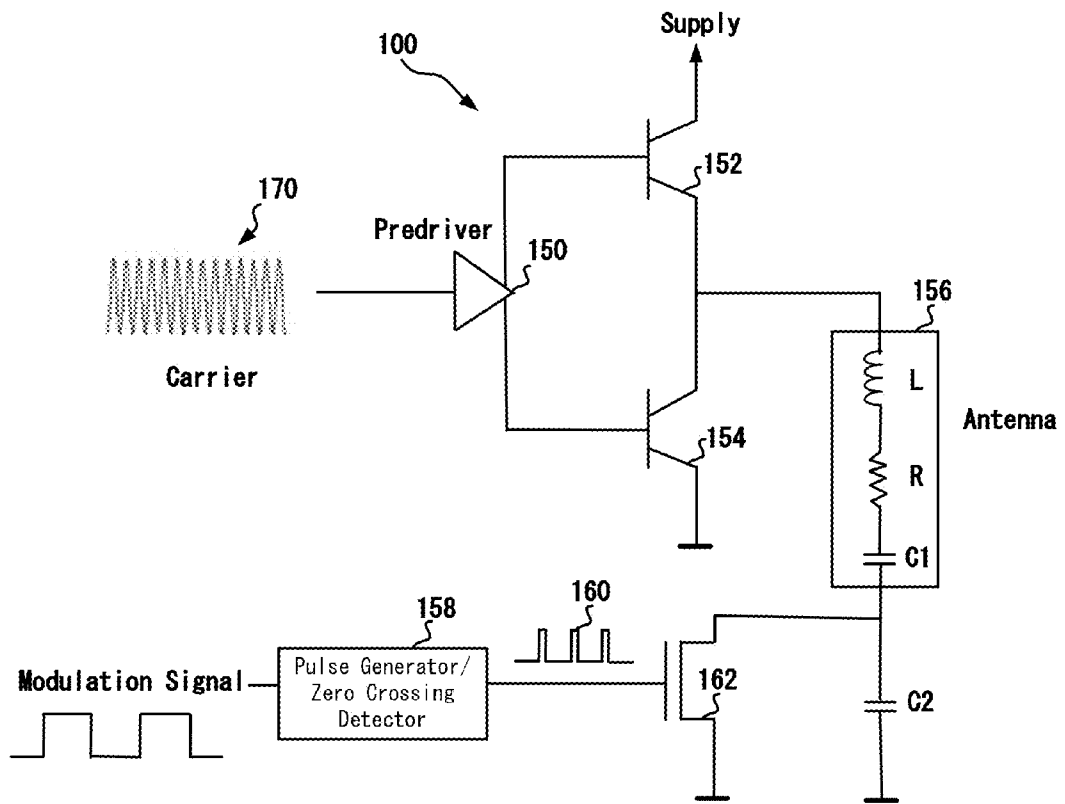 Supply
100
152
170
Predriver
150
156
L
Carrier
Antenna
154
R
C1
160
158
Modulation Signal
Pulse Generator/
Zero Crossing
Detector
162
C2